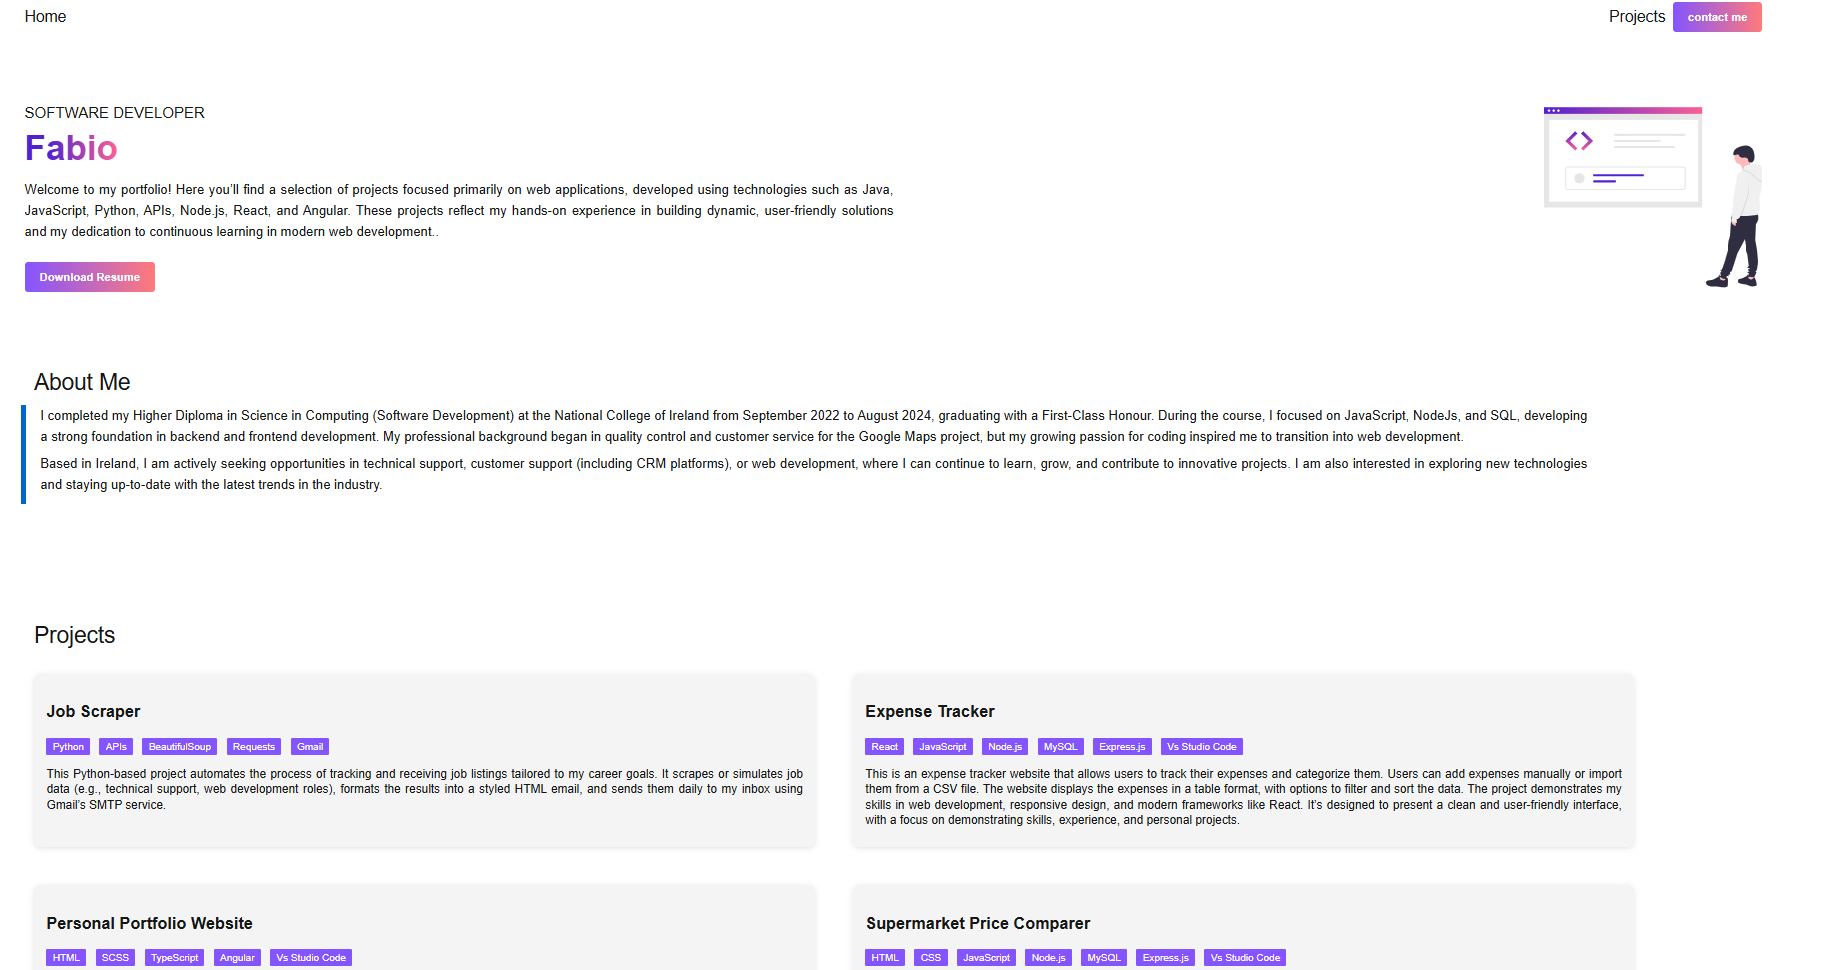 Home
Projects
contact me
SOFTWARE DEVELOPER
Fabio
Welcome to my portfolio! Here you’ll find a selection of projects focused primarily on web applications, developed using technologies such as Java,
JavaScript, Python, APIs, Node.js, React, and Angular. These projects reflect my hands-on experience in building dynamic, user-friendly solutions
and my dedication to continuous learning in modern web development..
Download Resume
About Me
I completed my Higher Diploma in Science in Computing (Software Development) at the National College of Ireland from September 2022 to August 2024, graduating with a First-Class Honour. During the course, I focused on JavaScript, NodeJs, and SQL, developing
a strong foundation in backend and frontend development. My professional background began in quality control and customer service for the Google Maps project, but my growing passion for coding inspired me to transition into web development.
Based in Ireland, I am actively seeking opportunities in technical support, customer support (including CRM platforms), or web development, where I can continue to learn, grow, and contribute to innovative projects. I am also interested in exploring new technologies
and staying up-to-date with the latest trends in the industry.
Projects
Job Scraper
Python APIs BeautifulSoup Requests Gmail
This Python-based project automates the process of tracking and receiving job listings tailored to my career goals. It scrapes or simulates job
data (e.g., technical support, web development roles), formats the results into a styled HTML email, and sends them daily to my inbox using
Gmail's SMTP service.
Expense Tracker
React JavaScript Node.js MySQL Express.js Vs Studio Code
This is an expense tracker website that allows users to track their expenses and categorize them. Users can add expenses manually or import
them from a CSV file. The website displays the expenses in a table format, with options to filter and sort the data. The project demonstrates my
skills in web development, responsive design, and modern frameworks like React. It’s designed to present a clean and user-friendly interface,
with a focus on demonstrating skills, experience, and personal projects.
Personal Portfolio Website
HTML SCSS TypeScript Angular Vs Studio Code
Supermarket Price Comparer
HTML CSS JavaScript Node.js MySQL Express.js Vs Studio Code